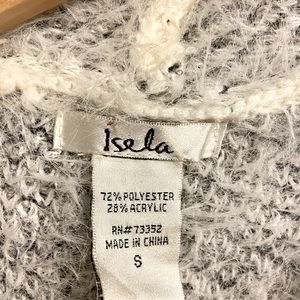 Isela
72% POLYESTER
28% ACRYLIC
RN# 73352
MADE IN CHINA
S